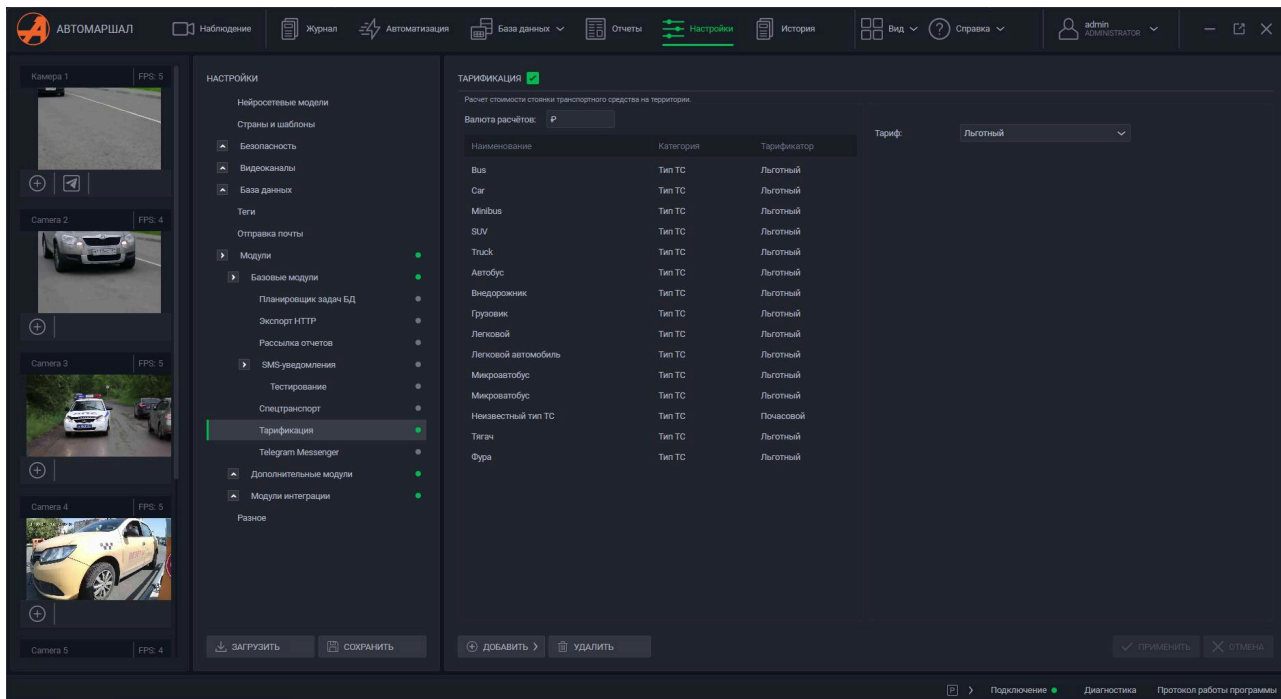 АВТОМАРШАЛ
Наблюдение
Журнал
Автоматизация
База данных
Отчеты
Настройки
История
Вид
Справка
admin
ADMINISTRATOR
Камера 1 FPS: 5
Camera 2 FPS: 4
Camera 3 FPS: 5
Camera 4 FPS: 5
Camera 5 FPS: 4
НАСТРОЙКИ
Нейросетевые модели
Страны и шаблоны
Безопасность
Видеоканалы
База данных
Теги
Отправка почты
Модули
Базовые модули
Планировщик задач БД
Экспорт HTTP
Рассылка отчетов
SMS-уведомления
Тестирование
Спецтранспорт
Тарификация
Telegram Messenger
Дополнительные модули
Модули интеграции
Разное
ЗАГРУЗИТЬ
СОХРАНИТЬ
ТАРИФИКАЦИЯ
Расчет стоимости стоянки транспортного средства на территории.
Валюта расчётов: ₽
Наименование Категория Тарификатор
Bus Тип ТС Льготный
Car Тип ТС Льготный
Minibus Тип ТС Льготный
SUV Тип ТС Льготный
Truck Тип ТС Льготный
Автобус Тип ТС Льготный
Внедорожник Тип ТС Льготный
Грузовик Тип ТС Льготный
Легковой Тип ТС Льготный
Легковой автомобиль Тип ТС Льготный
Микроавтобус Тип ТС Льготный
Микроватобус Тип ТС Льготный
Неизвестный тип ТС Тип ТС Почасовой
Тягач Тип ТС Льготный
Фура Тип ТС Льготный
Тариф: Льготный
ДОБАВИТЬ
УДАЛИТЬ
ПРИМЕНИТЬ
ОТМЕНА
P
Подключение
Диагностика
Протокол работы программы